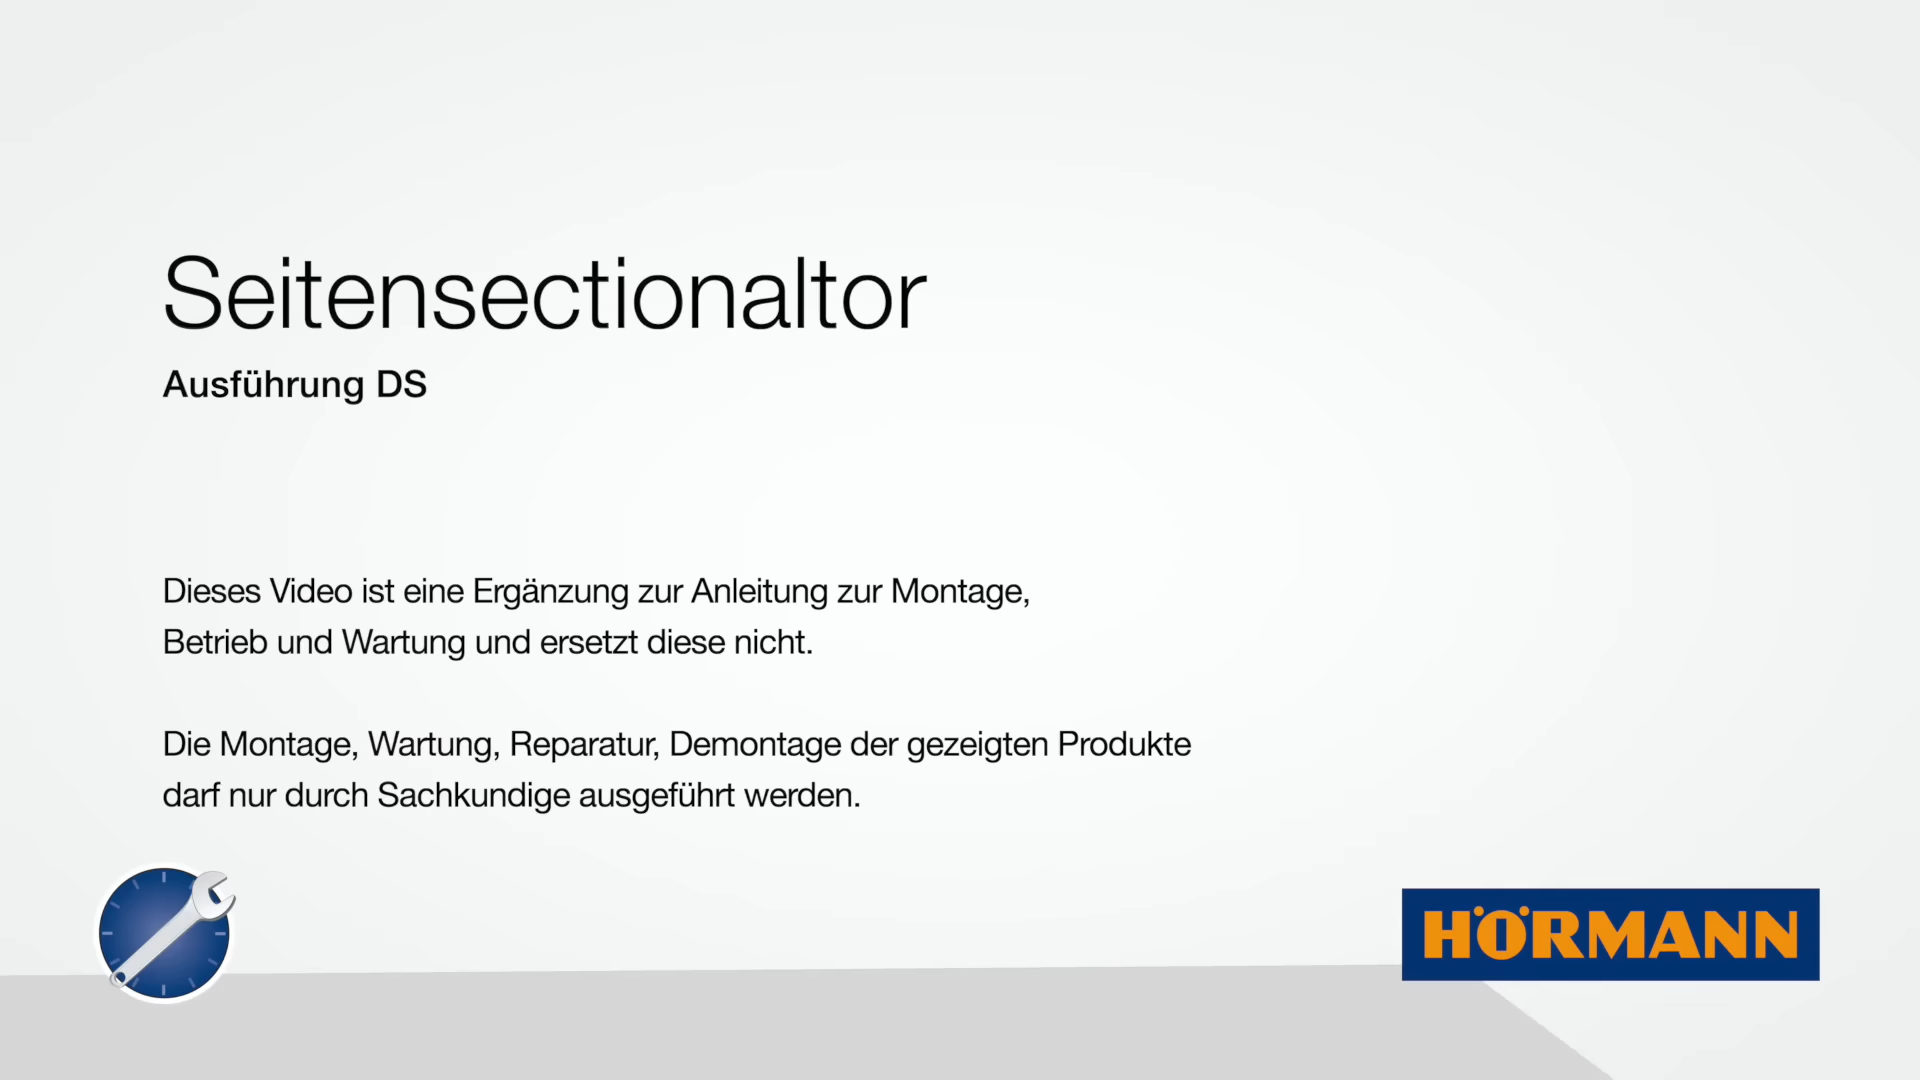 Seitensectionaltor
Ausführung DS
Dieses Video ist eine Ergänzung zur Anleitung zur Montage,
Betrieb und Wartung und ersetzt diese nicht.
Die Montage, Wartung, Reparatur, Demontage der gezeigten Produkte
darf nur durch Sachkundige ausgeführt werden.
HÖRMANN